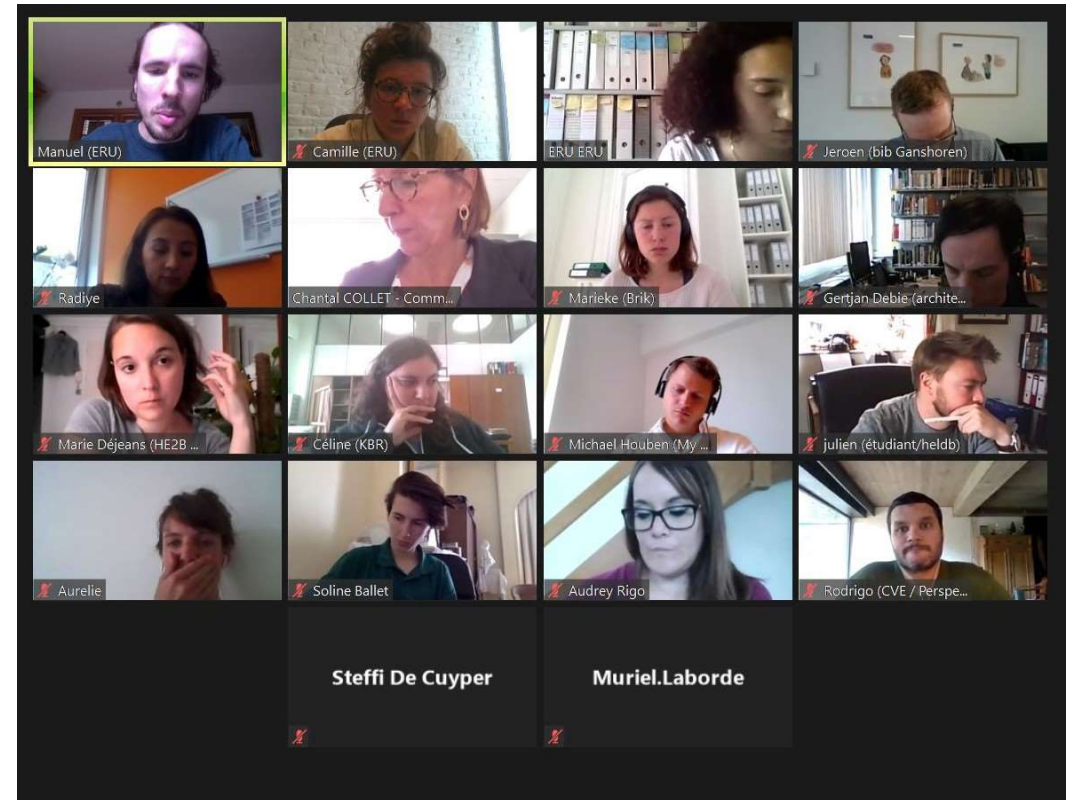 Manuel (ERU)
Camille (ERU)
ERU ERU
Jeroen (bib Ganshoren)
Radiye
Chantal COLLET - Comm...
Marieke (Brik)
Gertjan Debie (archite...
Marie Déjeans (HE2B ...
Céline (KBR)
Michael Houben (My ...
julien (étudiant/heldb)
Aurelie
Soline Ballet
Audrey Rigo
Rodrigo (CVE / Perspe...
Steffi De Cuyper
Muriel.Laborde